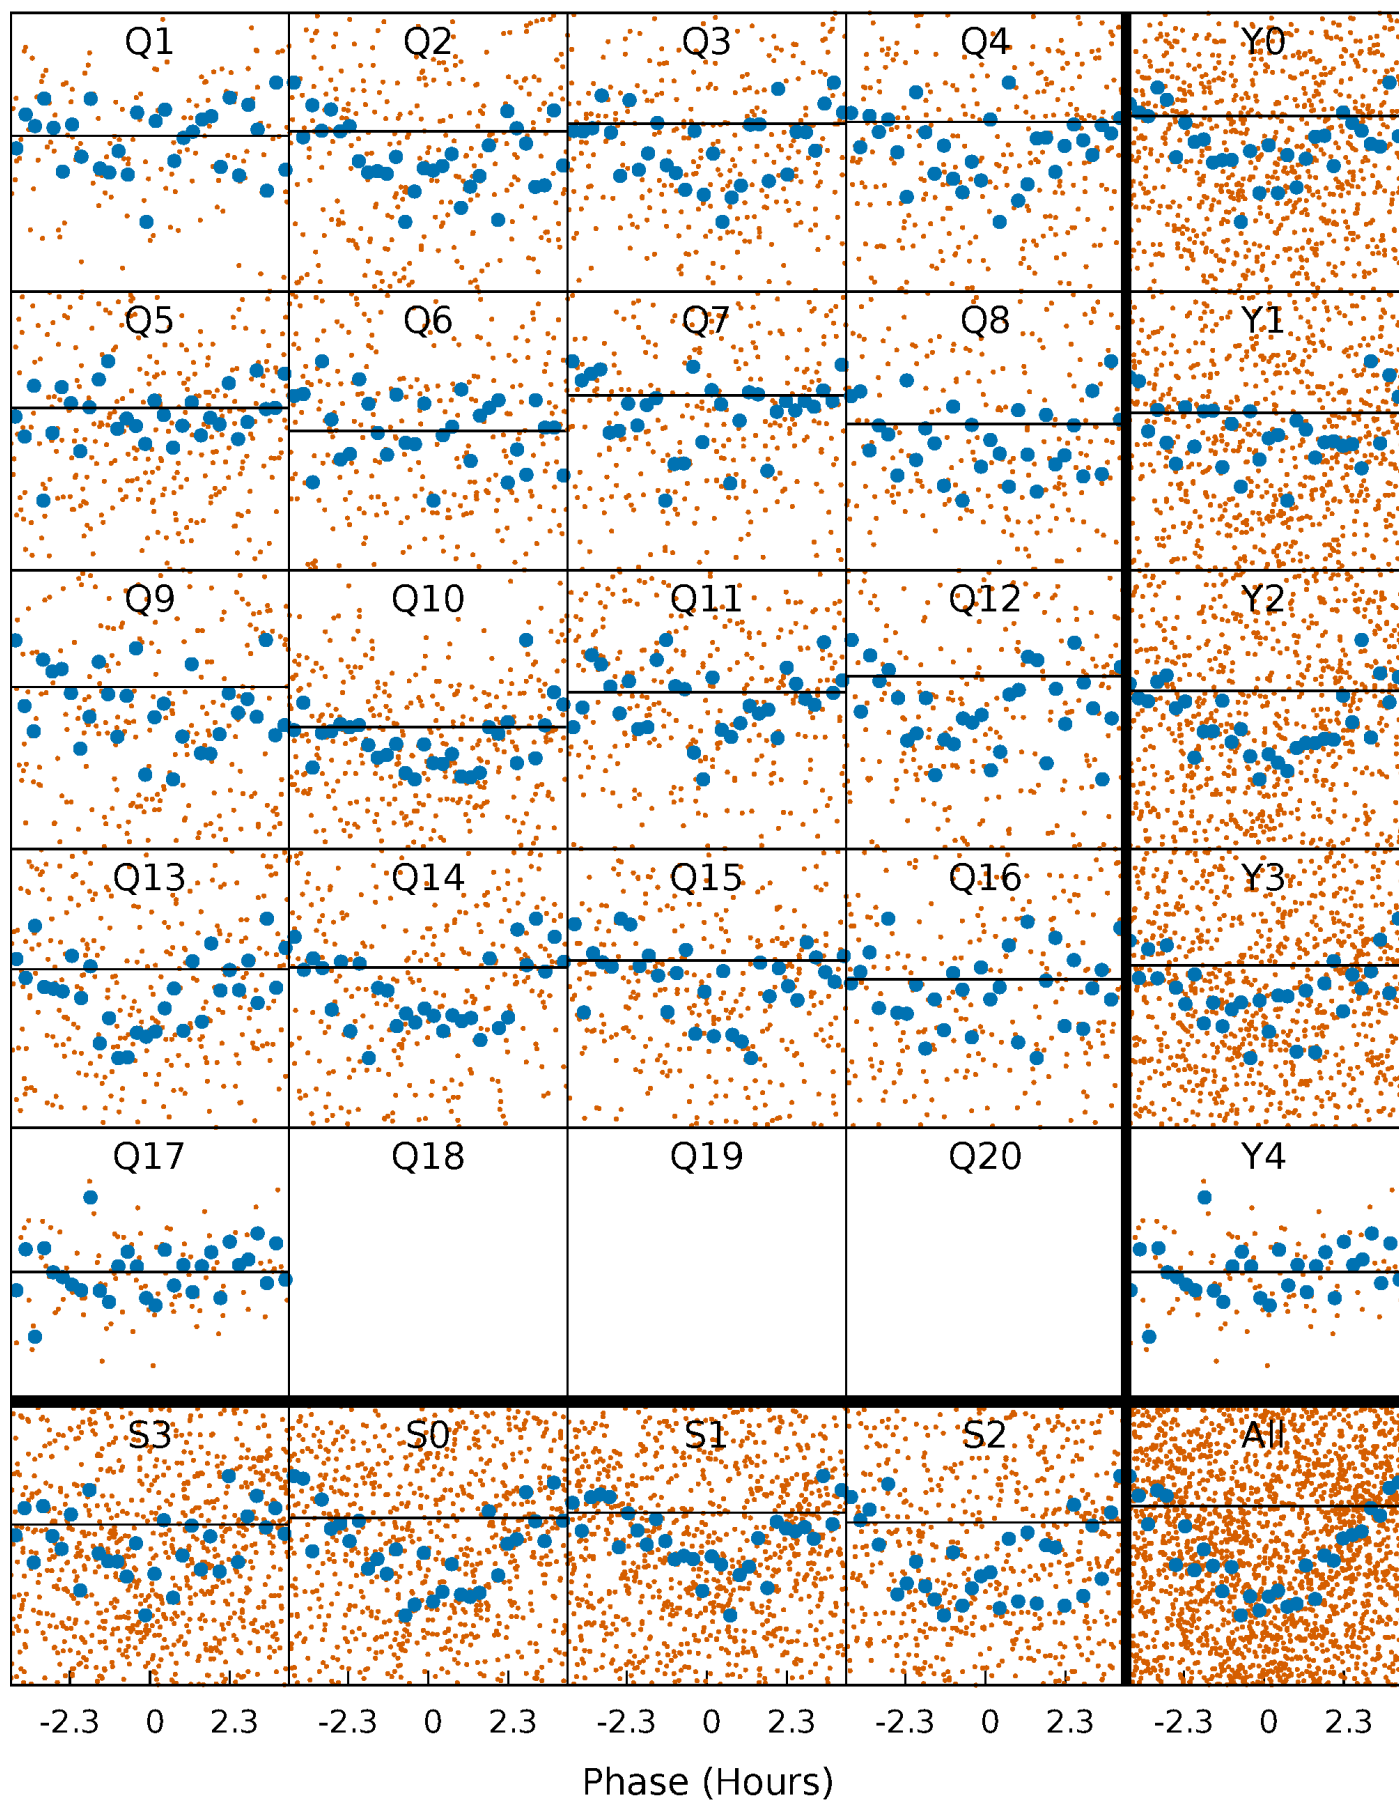 Q1 Q2 Q3 Q4 Y0
Q5 Q6 Q7 Q8 Y1
Q9 Q10 Q11 Q12 Y2
Q13 Q14 Q15 Q16 Y3
Q17 Q18 Q19 Q20 Y4
S3 S0 S1 S2 All
-2.3 0 2.3 -2.3 0 2.3 -2.3 0 2.3 -2.3 0 2.3 -2.3 0 2.3
Phase (Hours)